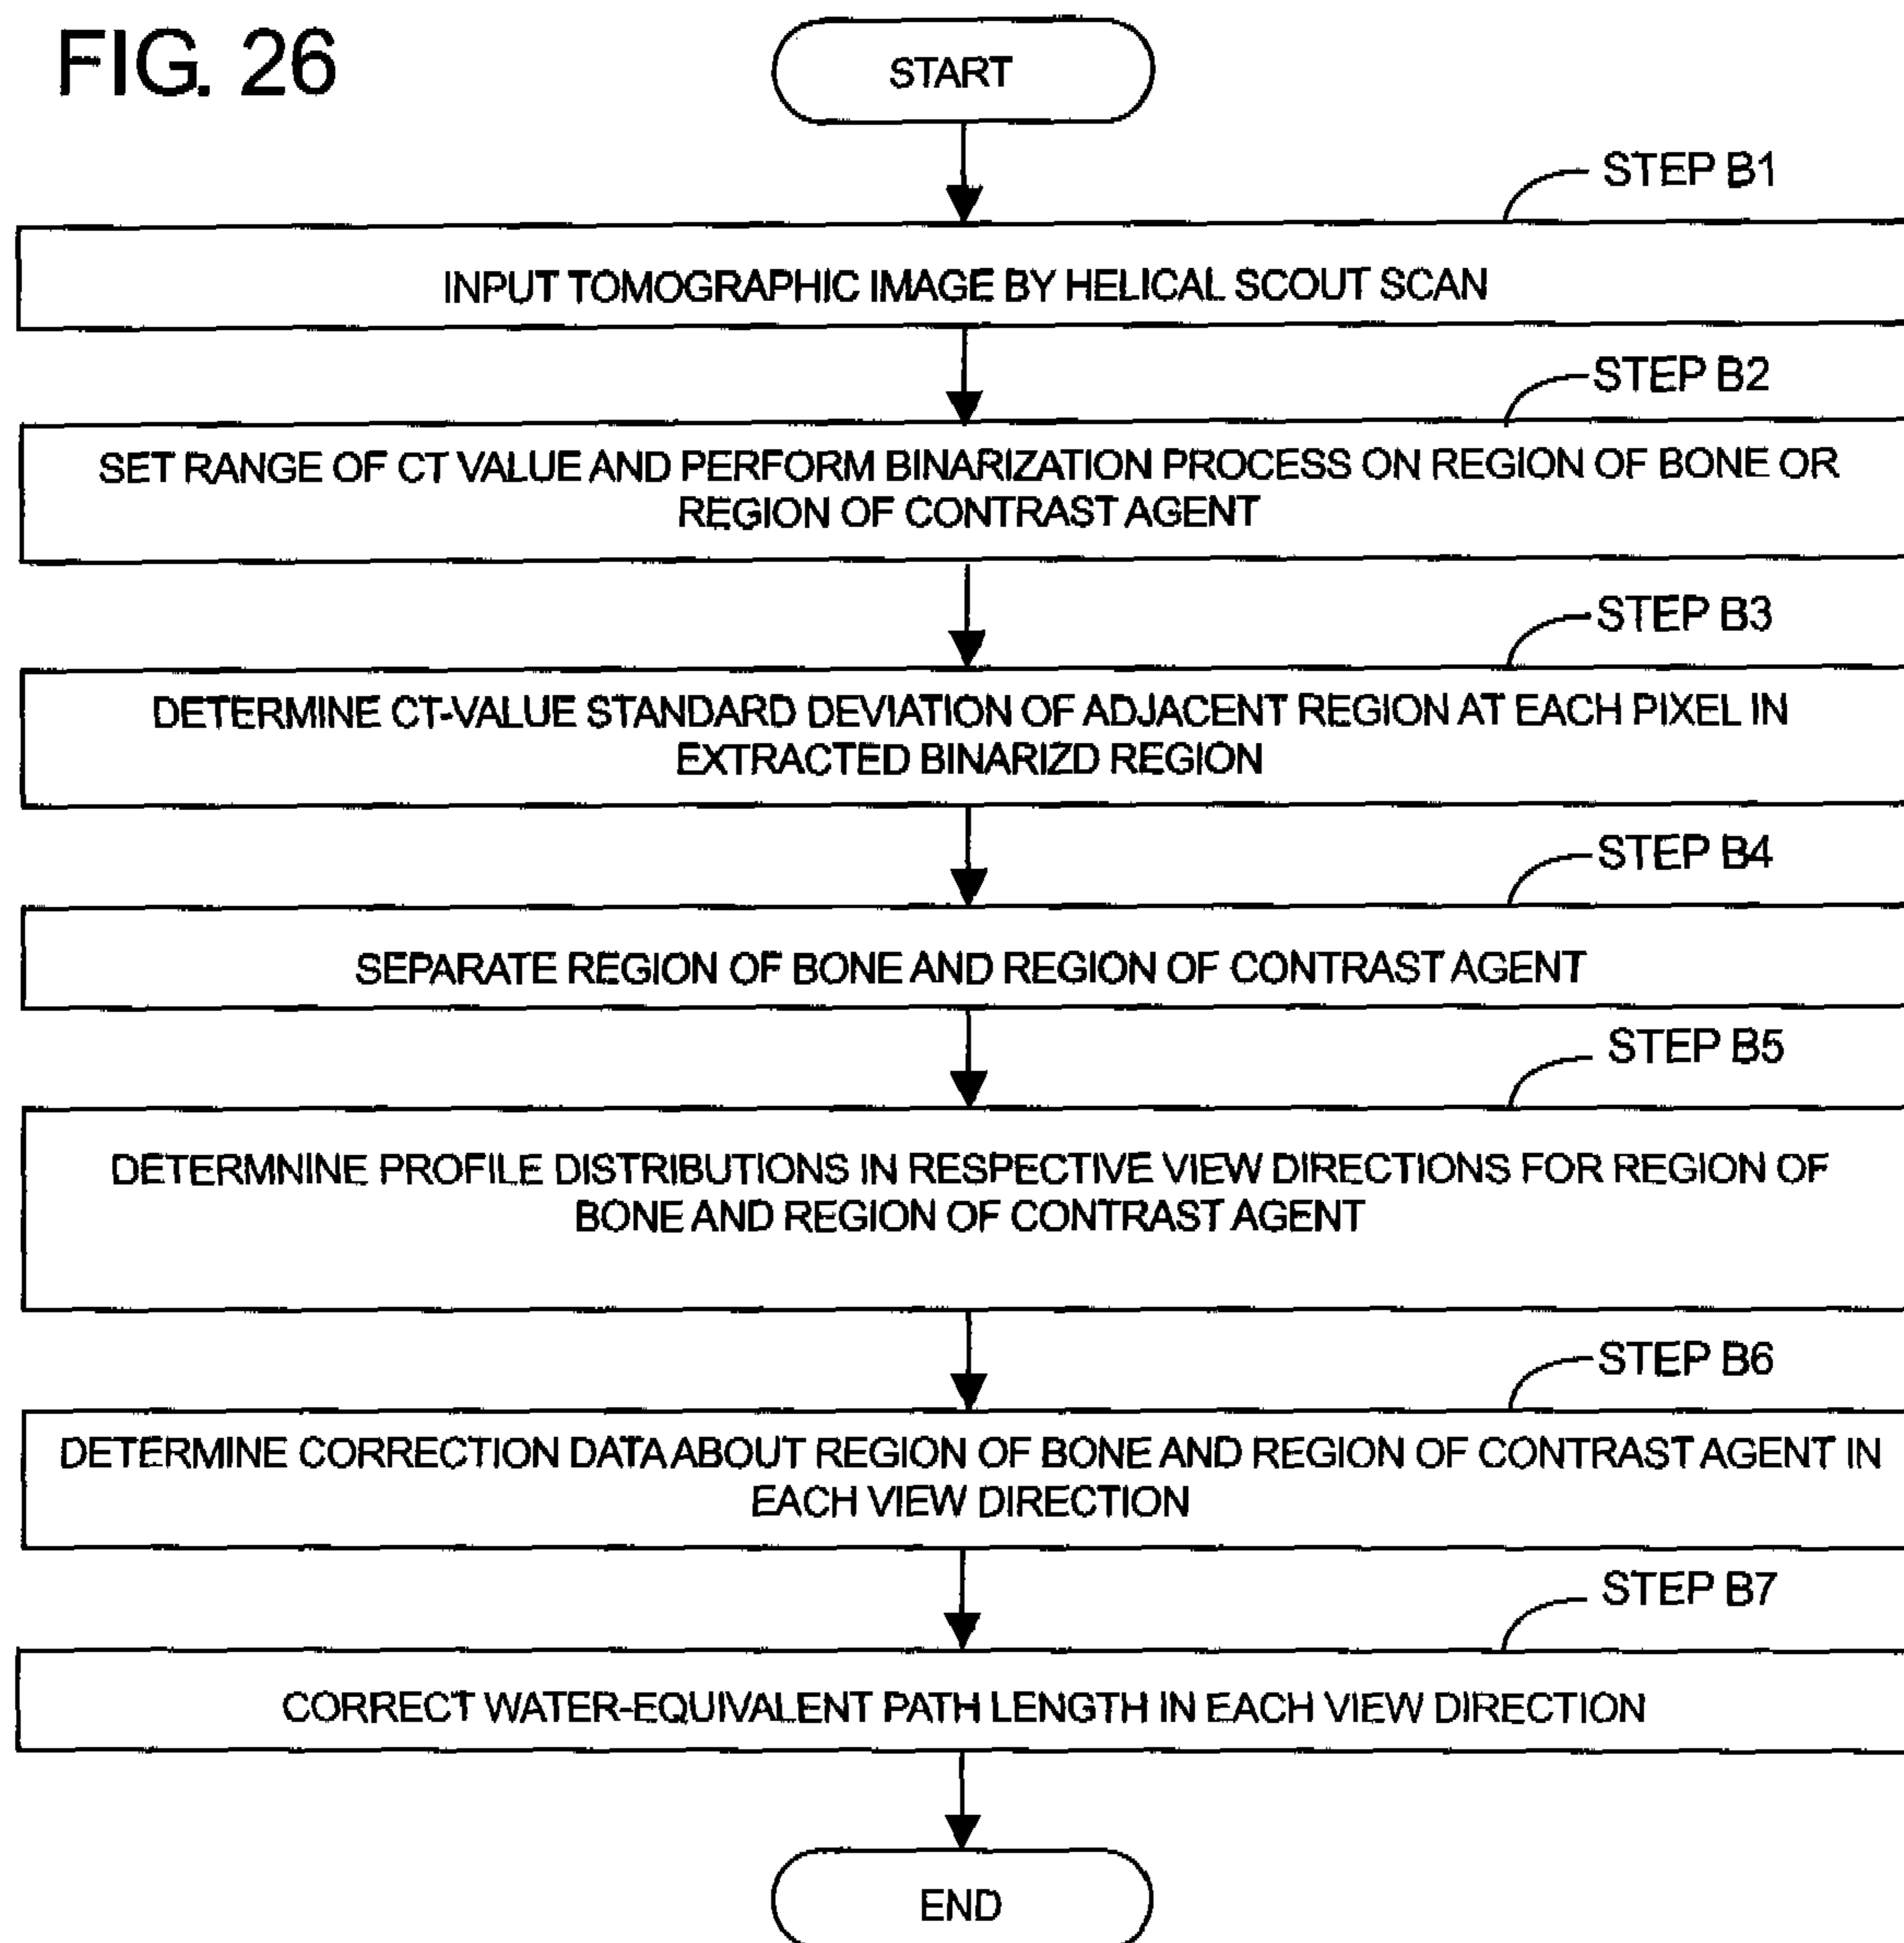 FIG. 26
START
STEP B1
INPUT TOMOGRAPHIC IMAGE BY HELICAL SCOUT SCAN
STEP B2
SET RANGE OF CT VALUE AND PERFORM BINARIZATION PROCESS ON REGION OF BONE OR
REGION OF CONTRAST AGENT
STEP B3
DETERMINE CT-VALUE STANDARD DEVIATION OF ADJACENT REGION AT EACH PIXEL IN
EXTRACTED BINARIZD REGION
STEP B4
SEPARATE REGION OF BONE AND REGION OF CONTRAST AGENT
STEP B5
DETERMNINE PROFILE DISTRIBUTIONS IN RESPECTIVE VIEW DIRECTIONS FOR REGION OF
BONE AND REGION OF CONTRAST AGENT
STEP B6
DETERMINE CORRECTION DATA ABOUT REGION OF BONE AND REGION OF CONTRAST AGENT IN
EACH VIEW DIRECTION
STEP B7
CORRECT WATER-EQUIVALENT PATH LENGTH IN EACH VIEW DIRECTION
END